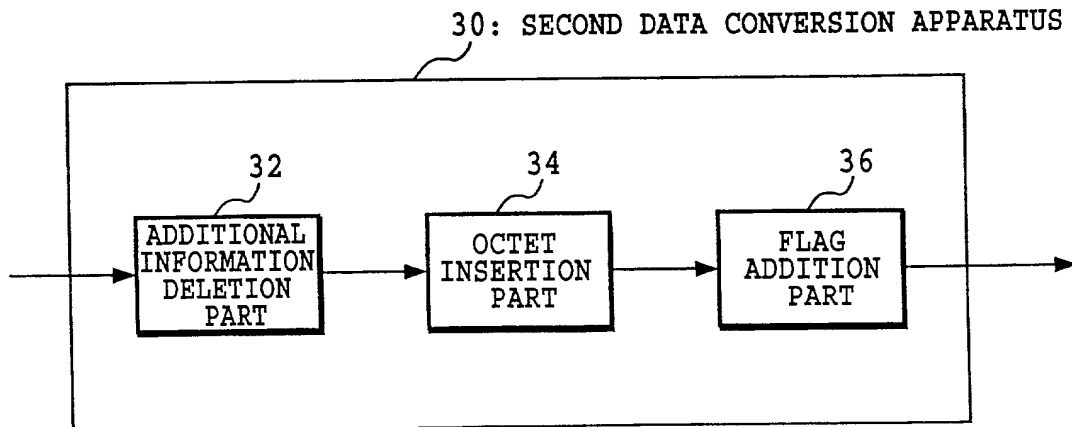 30: SECOND DATA CONVERSION APPARATUS
32
34
36
ADDITIONAL
INFORMATION
DELETION
PART
OCTET
INSERTION
PART
FLAG
ADDITION
PART